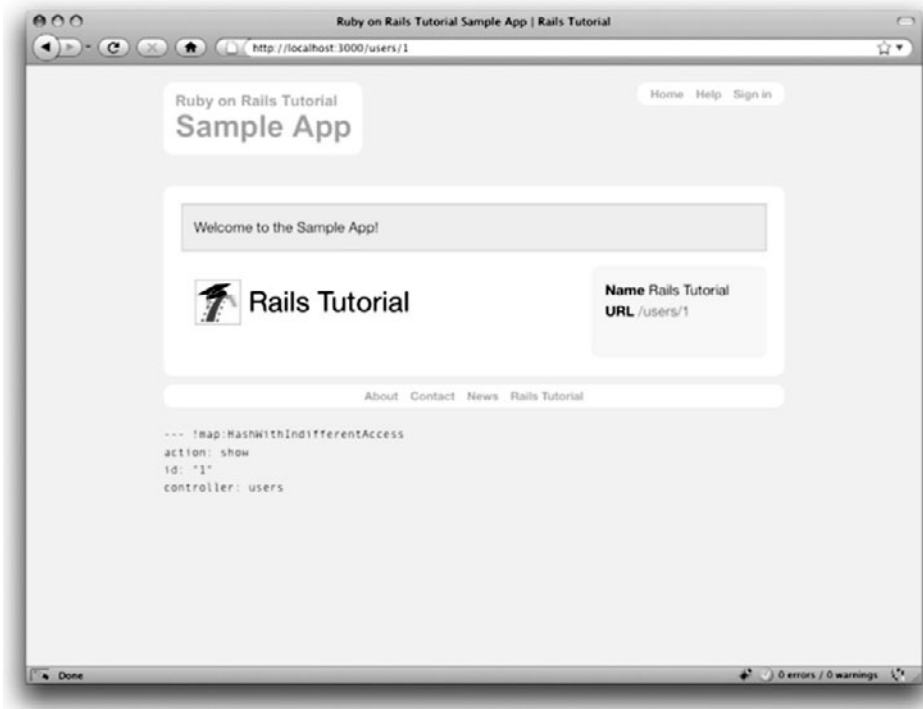 Ruby on Rails Tutorial Sample App | Rails Tutorial
http://localhost:3000/users/1
Ruby on Rails Tutorial
Sample App
Home Help Sign in
Welcome to the Sample App!
Rails Tutorial
Name Rails Tutorial
URL /users/1
About Contact News Rails Tutorial
--- !map:HashWithIndifferentAccess
action: show
id: "1"
controller: users
Done
0 errors / 0 warnings